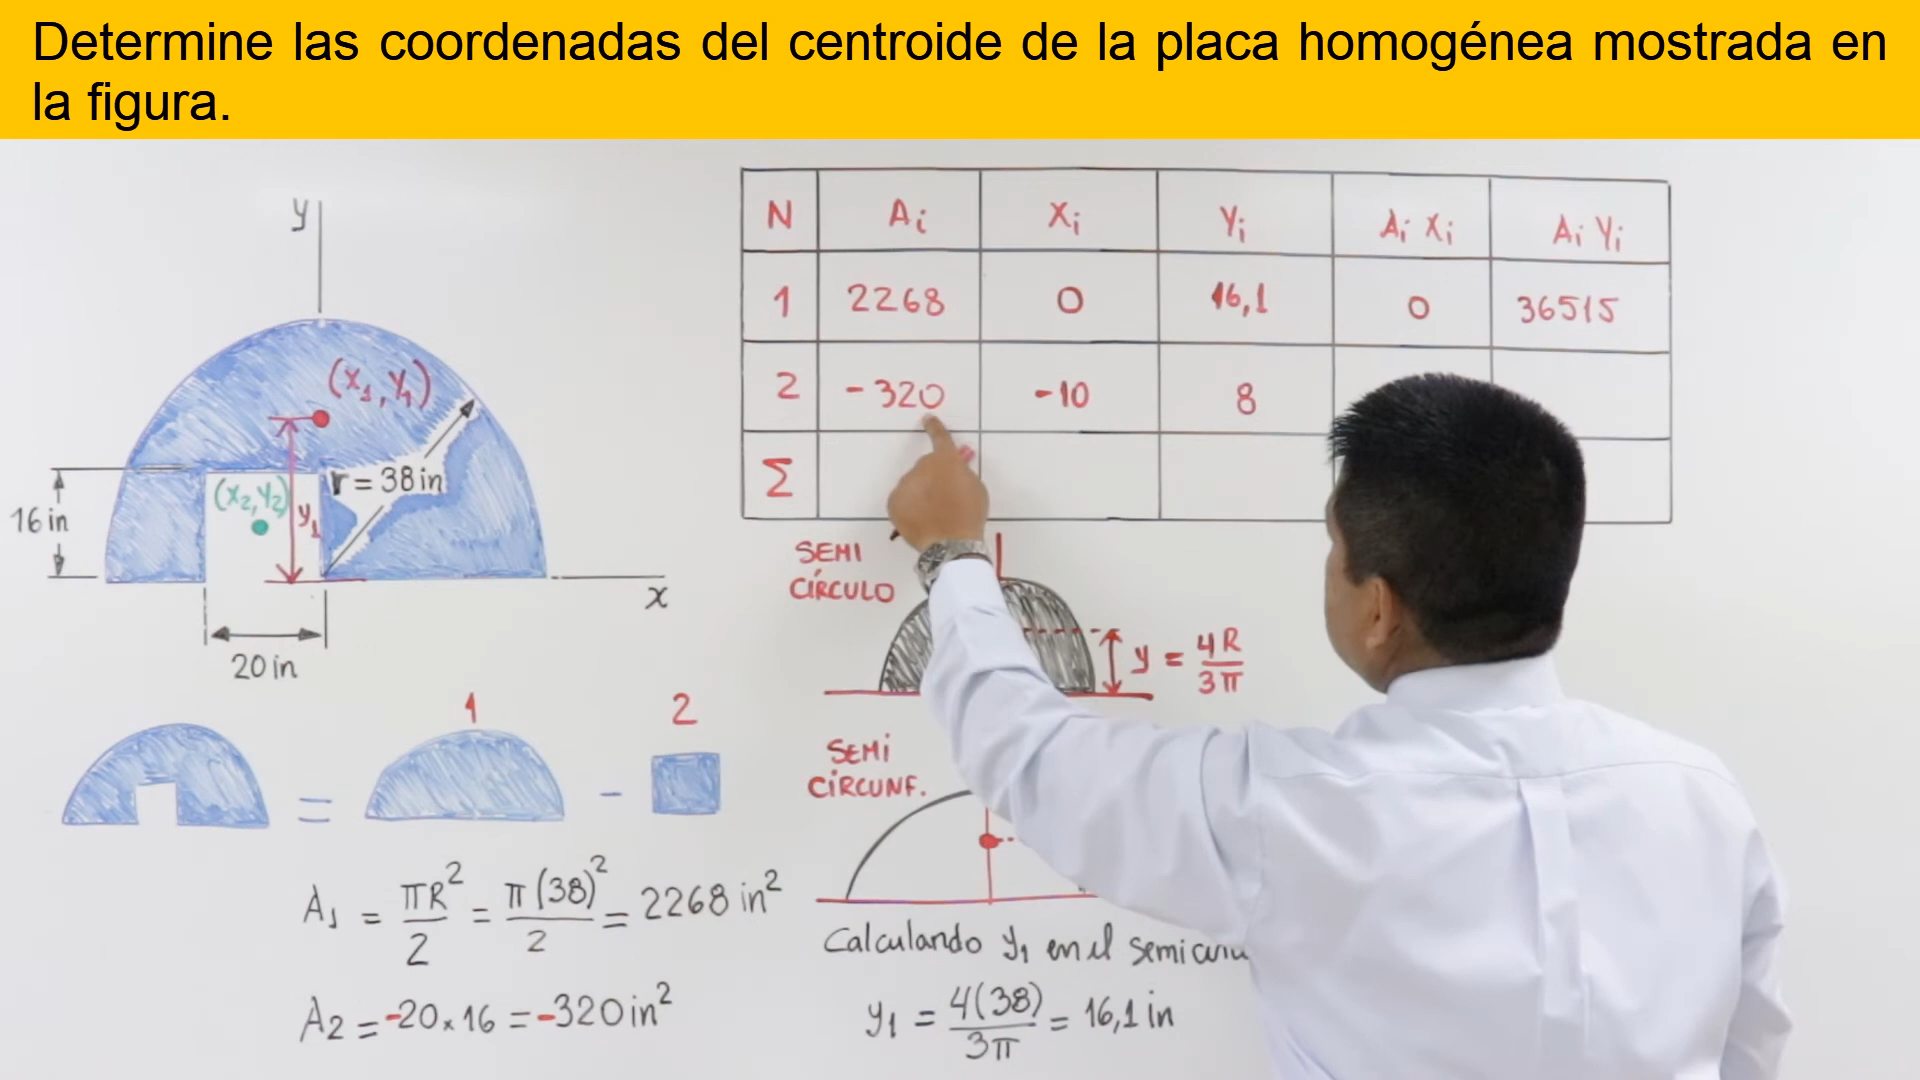 Determine las coordenadas del centroide de la placa homogénea mostrada en
la figura.
y
(x₁, y₁)
r = 38 in
(x₂, y₂)
y₁
16 in
x
20 in
N Ai Xi Yi Ai Xi Ai Yi
1 2268 0 16,1 0 36515
2 -320 -10 8
Σ
SEMI
CÍRCULO
y = 4R/3π
1 2
= -
SEMI
CIRCUNF.
A₁ = πR²/2 = π(38)²/2 = 2268 in²
A2 = -20 x 16 = -320 in²
Calculando y₁ en el
y₁ = 4(38)/3π = 16,1 in